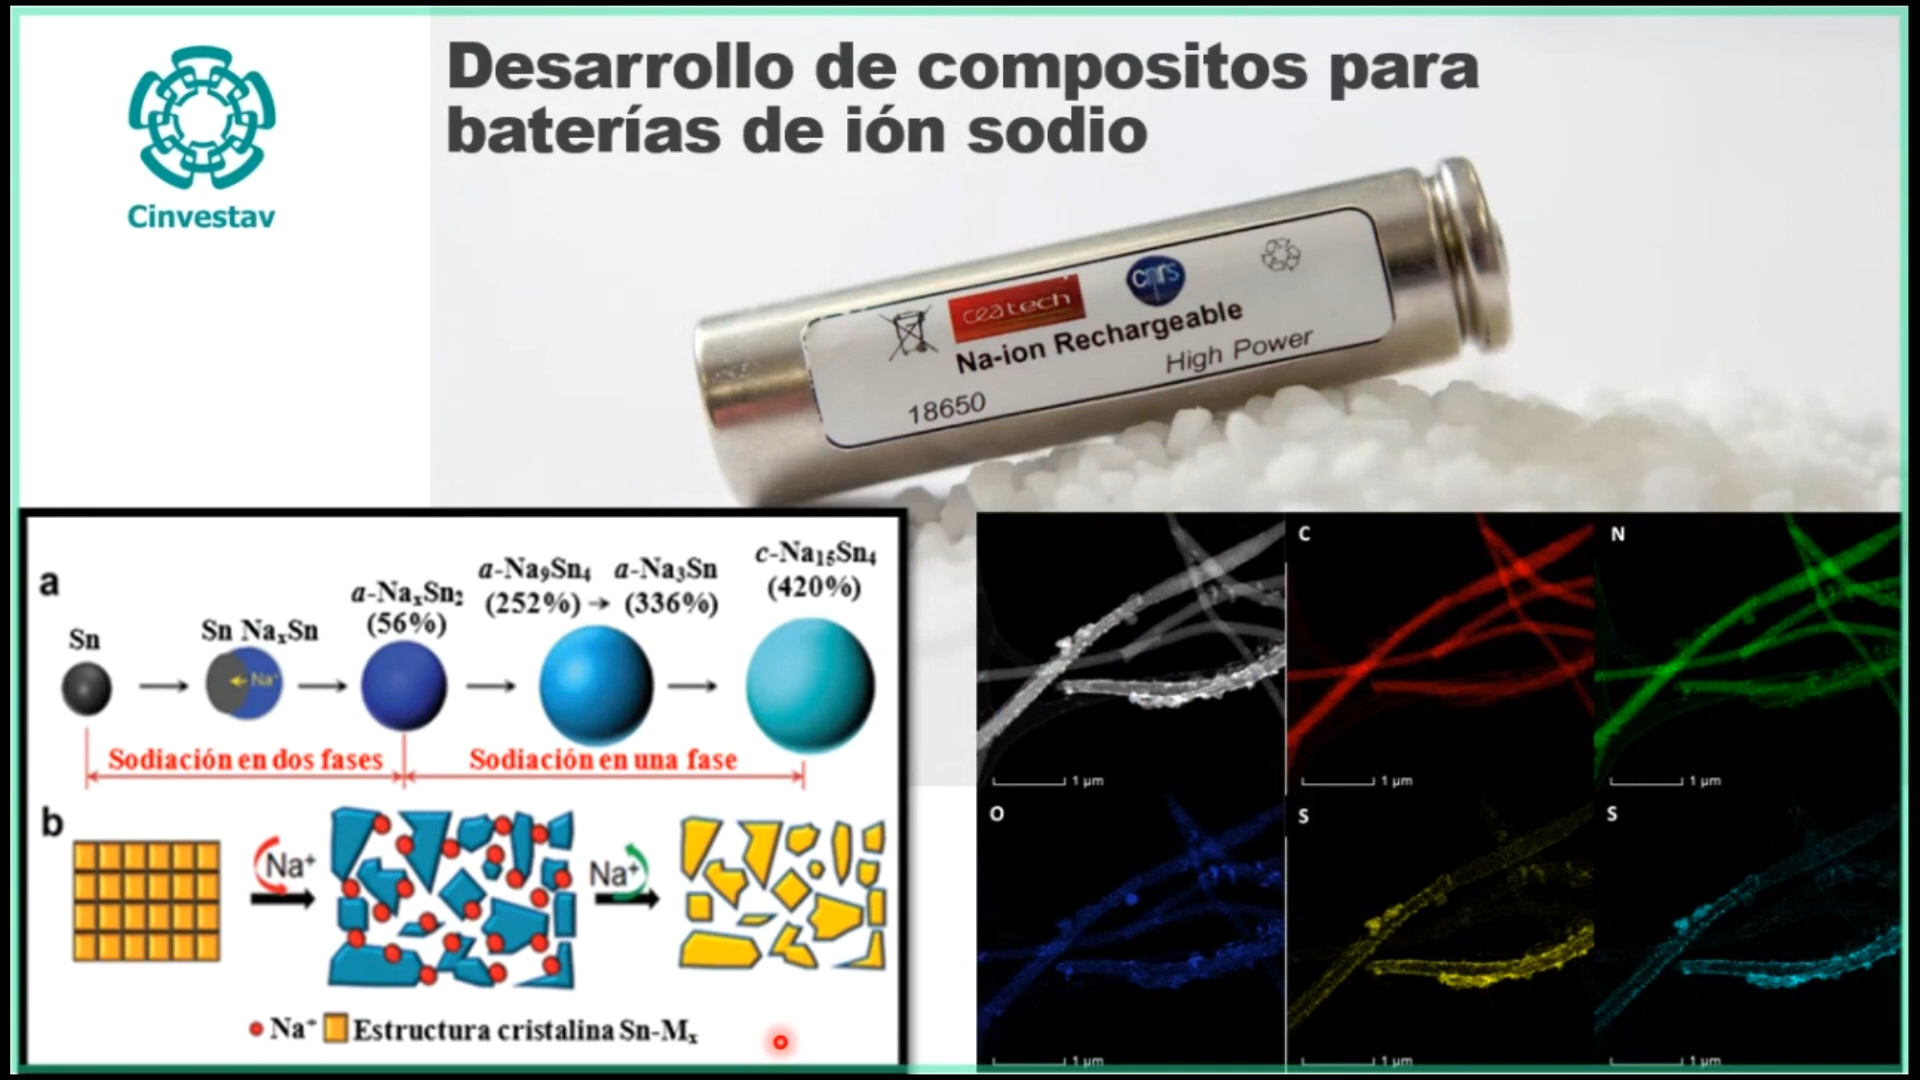 Cinvestav
Desarrollo de compositos para
baterías de ión sodio
ceatech
cnrs
Na-ion Rechargeable
High Power
18650
a
Sn
Sn NaₓSn
a-NaₓSn₂
(56%)
a-Na₉Sn₄ a-Na₃Sn
(252%) → (336%)
c-Na₁₅Sn₄
(420%)
Na⁺
Sodiación en dos fases
Sodiación en una fase
b
Na⁺
Na⁺
Na⁺ Estructura cristalina Sn-Mₓ
1 µm
C
1 µm
N
1 µm
O
1 µm
S
1 µm
S
1 µm